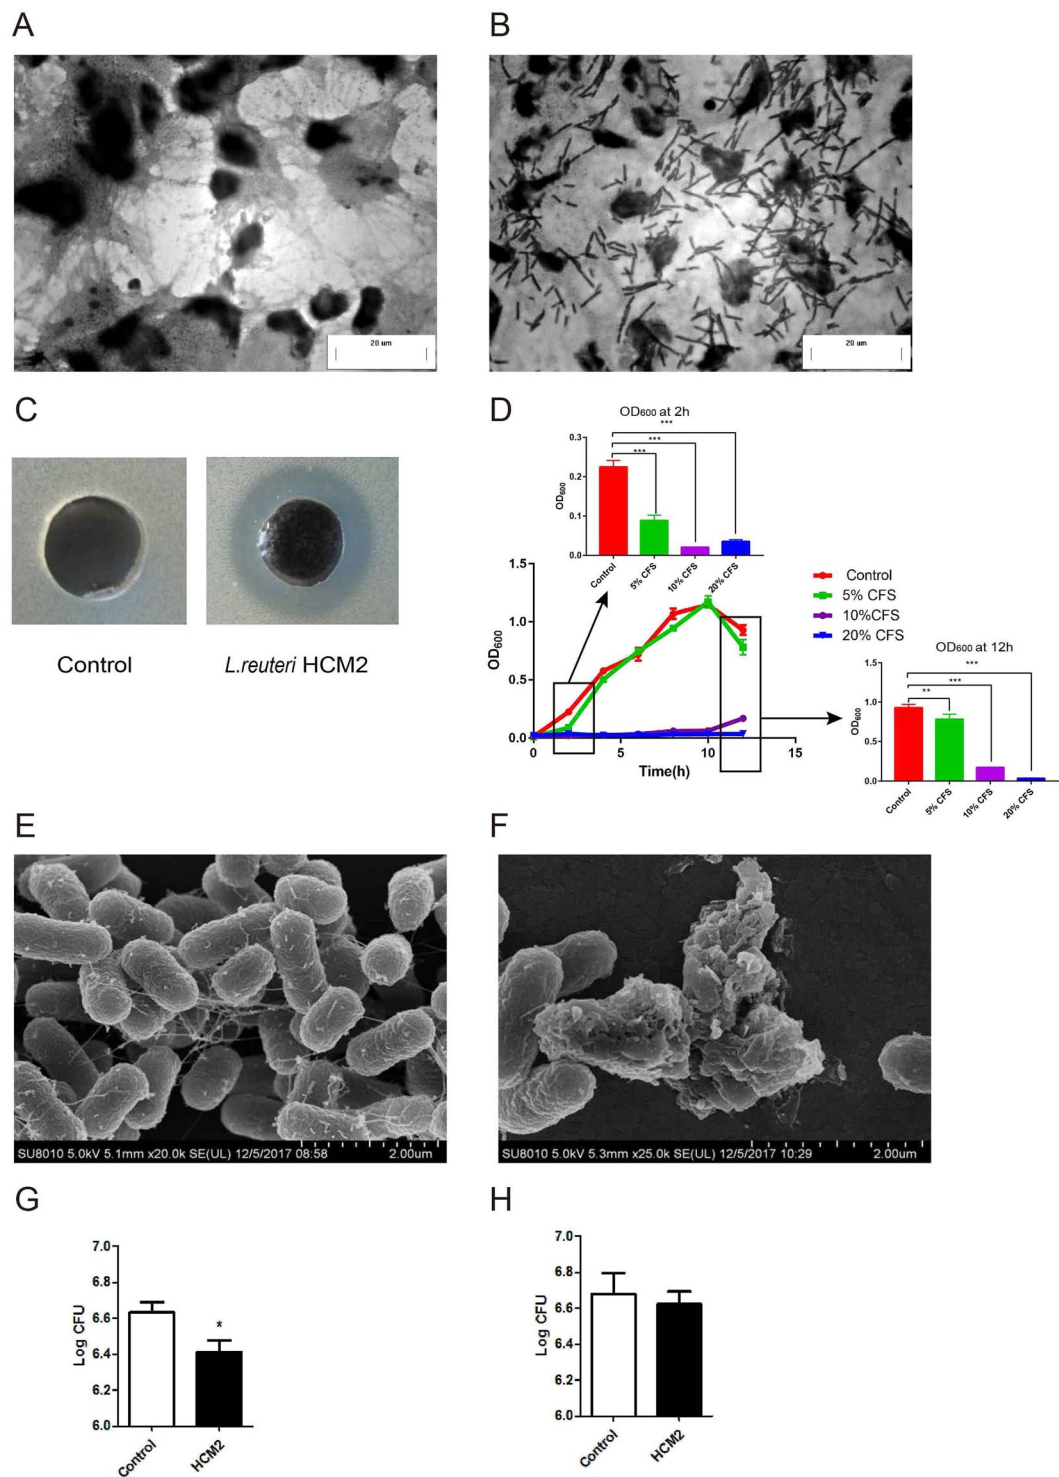 A
B
20 um
20 um
C
D
Control
L.reuteri HCM2
OD600 at 2h
***
***
***
0.3
0.2
0.1
0.0
OD600
Control
5% CFS
10% CFS
20% CFS
1.5
1.0
0.5
0.0
OD600
0
5
10
15
Time(h)
Control
5% CFS
10%CFS
20% CFS
OD600 at 12h
***
***
**
1.0
0.5
0.0
OD600
Control
5% CFS
10% CFS
20% CFS
E
F
SU8010 5.0kV 5.1mm x20.0k SE(UL) 12/5/2017 08:58 2.00um
SU8010 5.0kV 5.3mm x25.0k SE(UL) 12/5/2017 10:29 2.00um
G
H
7.0
6.8
6.6
6.4
6.2
6.0
Log CFU
*
Control
HCM2
7.0
6.8
6.6
6.4
6.2
6.0
Log CFU
Control
HCM2